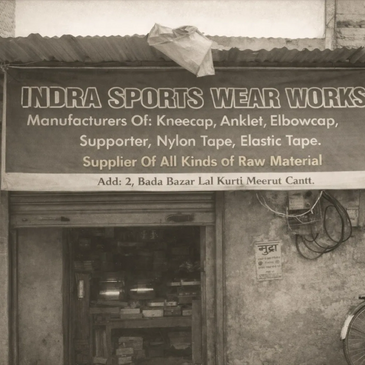 INDRA SPORTS WEAR WORKS
Manufacturers Of: Kneecap, Anklet, Elbowcap,
Supporter, Nylon Tape, Elastic Tape.
Supplier Of All Kinds of Raw Material
Add: 2, Bada Bazar Lal Kurti Meerut Cantt.
मुद्रा